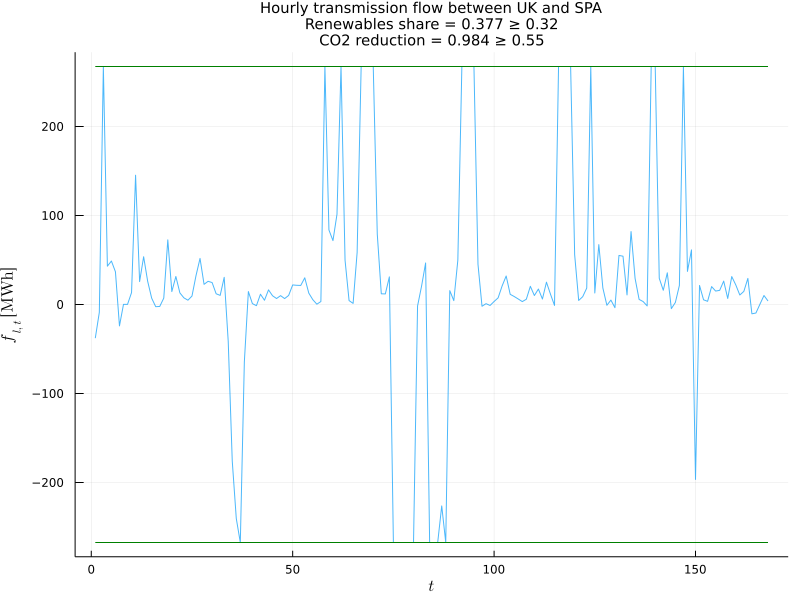 Hourly transmission flow between UK and SPA
Renewables share = 0.377 ≥ 0.32
CO2 reduction = 0.984 ≥ 0.55
f_{l,t} [MWh]
200
100
0
−100
−200
0
50
100
150
t